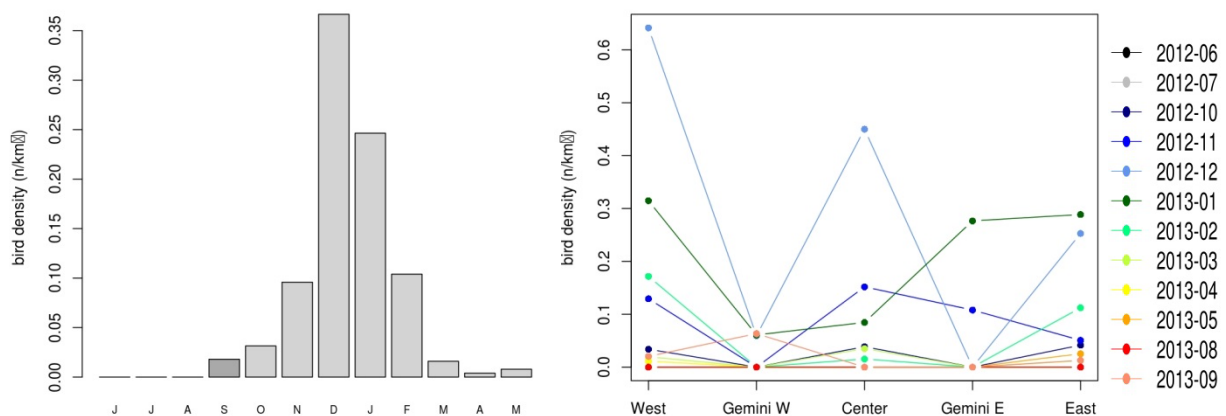 bird density (n/km□)
0.00 0.05 0.10 0.15 0.20 0.25 0.30 0.35
J J A S O N D J F M A M
bird density (n/km□)
0.0 0.1 0.2 0.3 0.4 0.5 0.6
West Gemini W Center Gemini E East
2012-06
2012-07
2012-10
2012-11
2012-12
2013-01
2013-02
2013-03
2013-04
2013-05
2013-08
2013-09